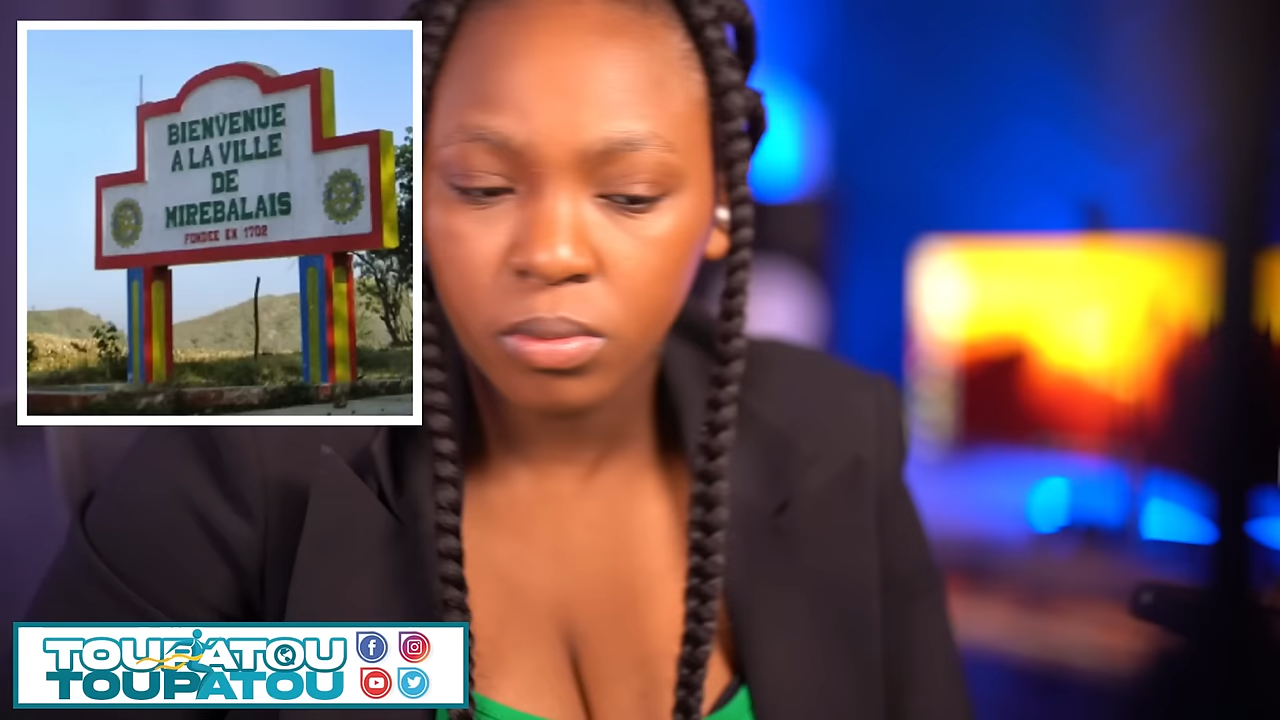 BIENVENUE
A LA VILLE
DE
MIREBALAIS
FONDEE EN 1702
TOUPATOU
TOUPATOU